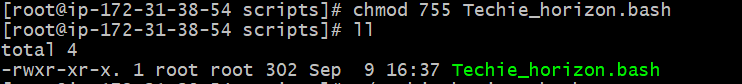 [root@ip-172-31-38-54 scripts]# chmod 755 Techie_horizon.bash
[root@ip-172-31-38-54 scripts]# ll
total 4
-rwxr-xr-x. 1 root root 302 Sep  9 16:37 Techie_horizon.bash